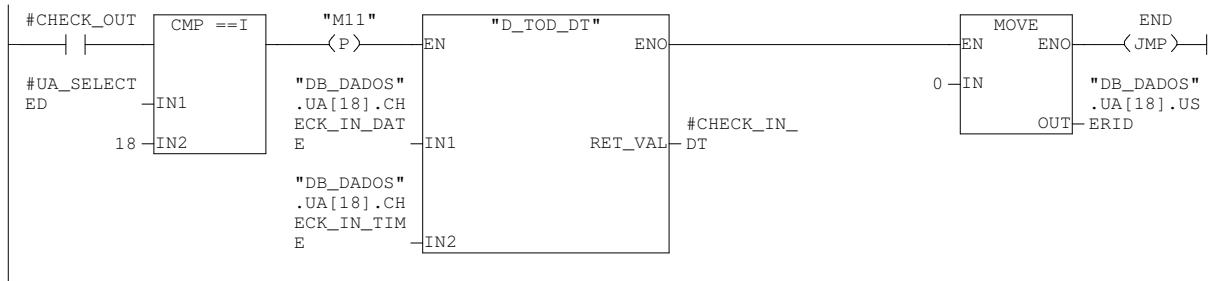 #CHECK_OUT
CMP ==I
"M11"
"D_TOD_DT"
MOVE
END
P
EN
ENO
EN
ENO
JMP
#UA_SELECT
ED
IN1
18
IN2
"DB_DADOS"
.UA[18].CH
ECK_IN_DAT
E
IN1
RET_VAL
#CHECK_IN_
DT
0
IN
OUT
"DB_DADOS"
.UA[18].US
ERID
"DB_DADOS"
.UA[18].CH
ECK_IN_TIM
E
IN2